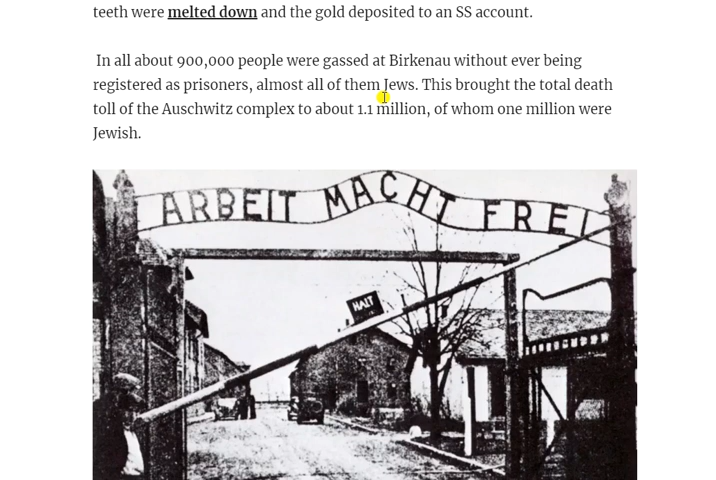 teeth were melted down and the gold deposited to an SS account.
In all about 900,000 people were gassed at Birkenau without ever being
registered as prisoners, almost all of them Jews. This brought the total death
toll of the Auschwitz complex to about 1.1 million, of whom one million were
Jewish.
ARBEIT MACHT FREI
HALT